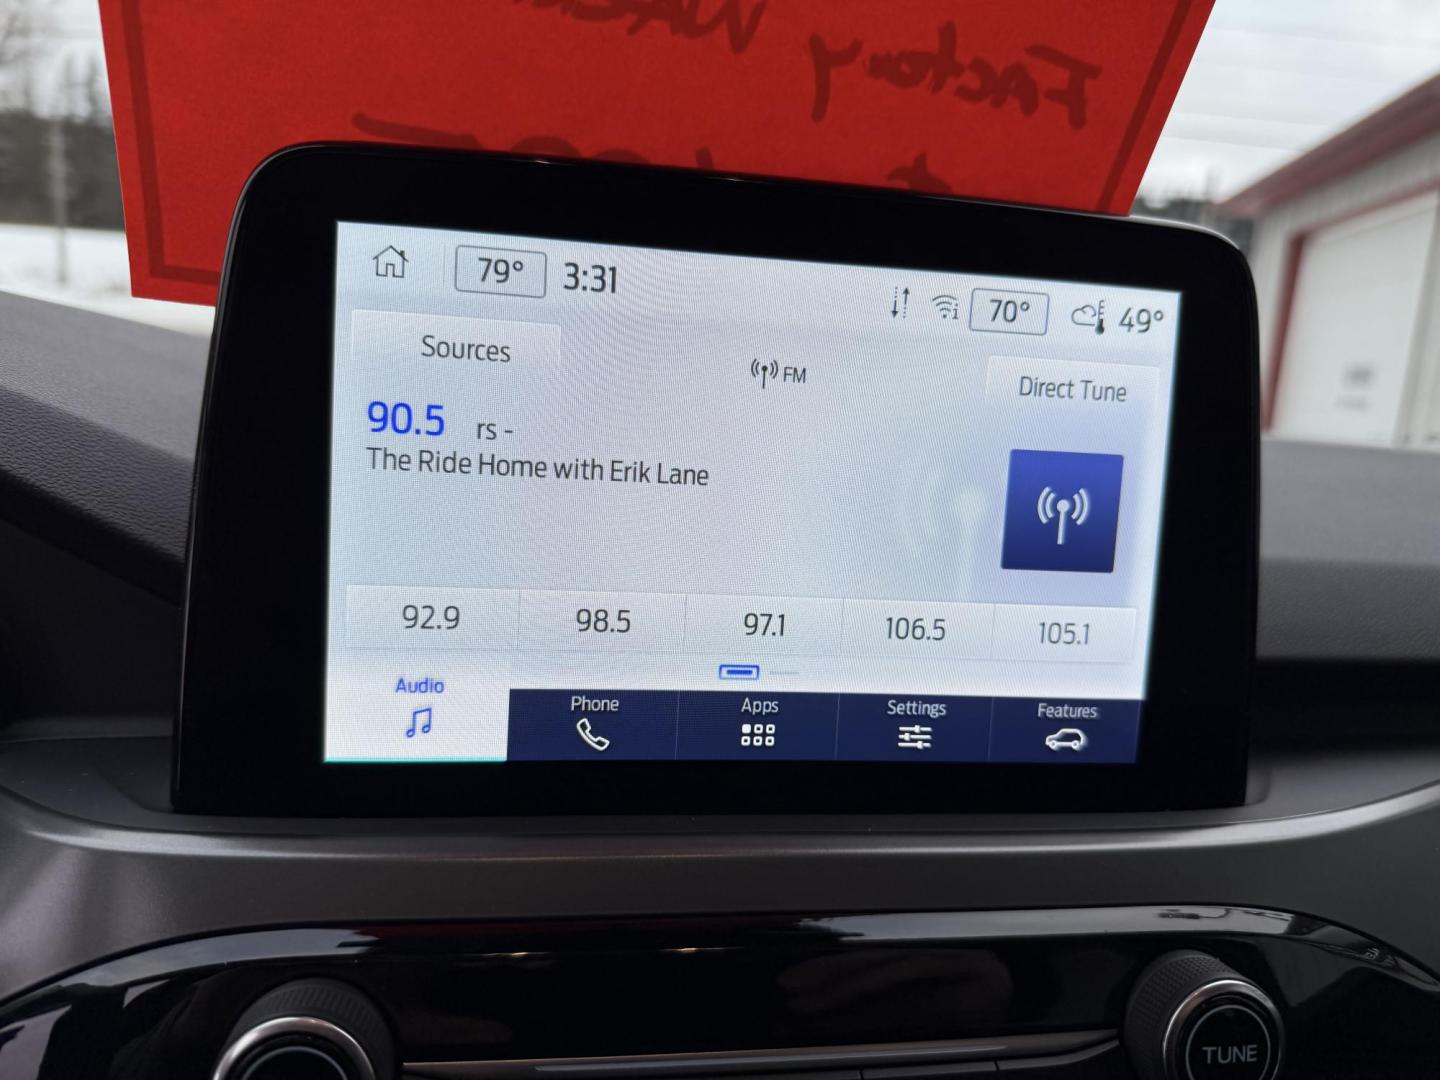 Factory
79° 3:31
70° 49°
Sources
FM
Direct Tune
90.5 rs -
The Ride Home with Erik Lane
92.9 98.5 97.1 106.5 105.1
Audio Phone Apps Settings Features
TUNE